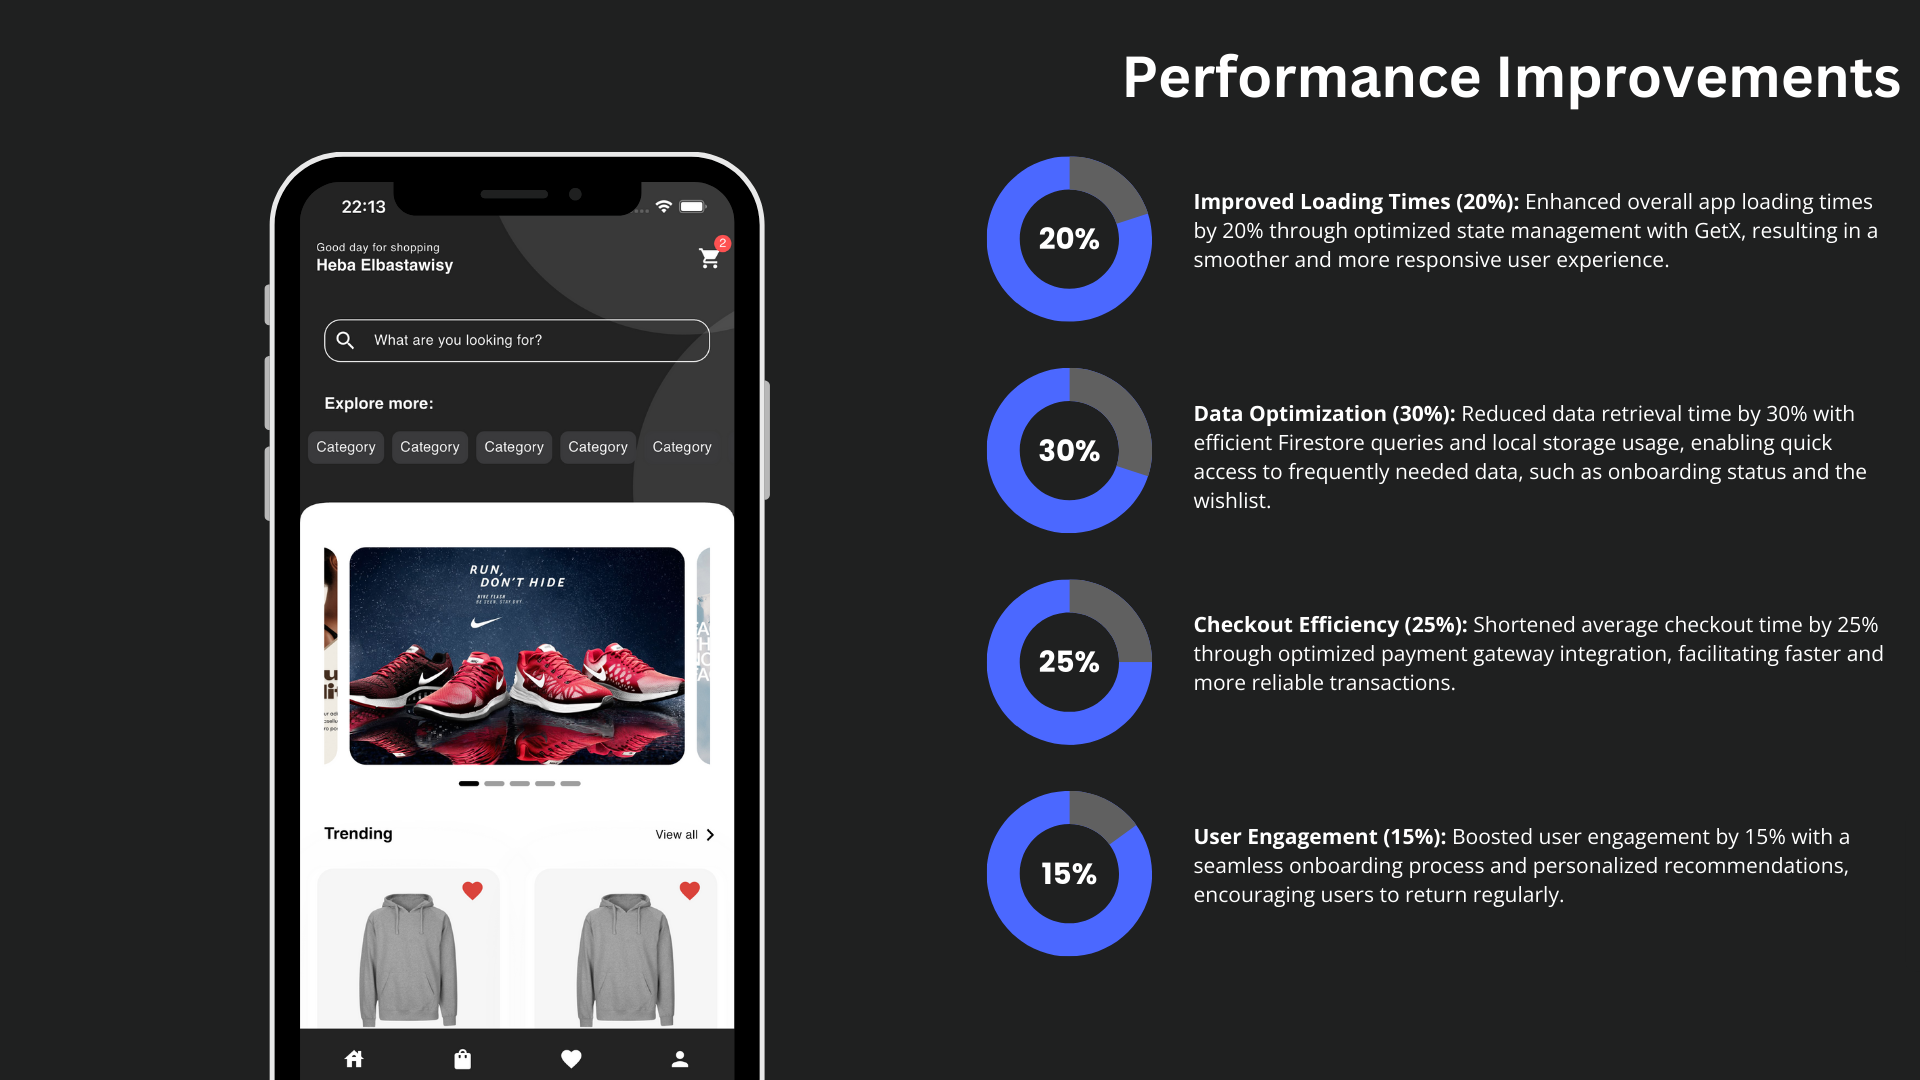 Performance Improvements
22:13
Good day for shopping
Heba Elbastawisy
2
What are you looking for?
Explore more:
Category Category Category Category Category
RUN,
DON'T HIDE
BE SEEN. STAY DRY.
Trending
View all
20%
Improved Loading Times (20%): Enhanced overall app loading times
by 20% through optimized state management with GetX, resulting in a
smoother and more responsive user experience.
30%
Data Optimization (30%): Reduced data retrieval time by 30% with
efficient Firestore queries and local storage usage, enabling quick
access to frequently needed data, such as onboarding status and the
wishlist.
25%
Checkout Efficiency (25%): Shortened average checkout time by 25%
through optimized payment gateway integration, facilitating faster and
more reliable transactions.
15%
User Engagement (15%): Boosted user engagement by 15% with a
seamless onboarding process and personalized recommendations,
encouraging users to return regularly.